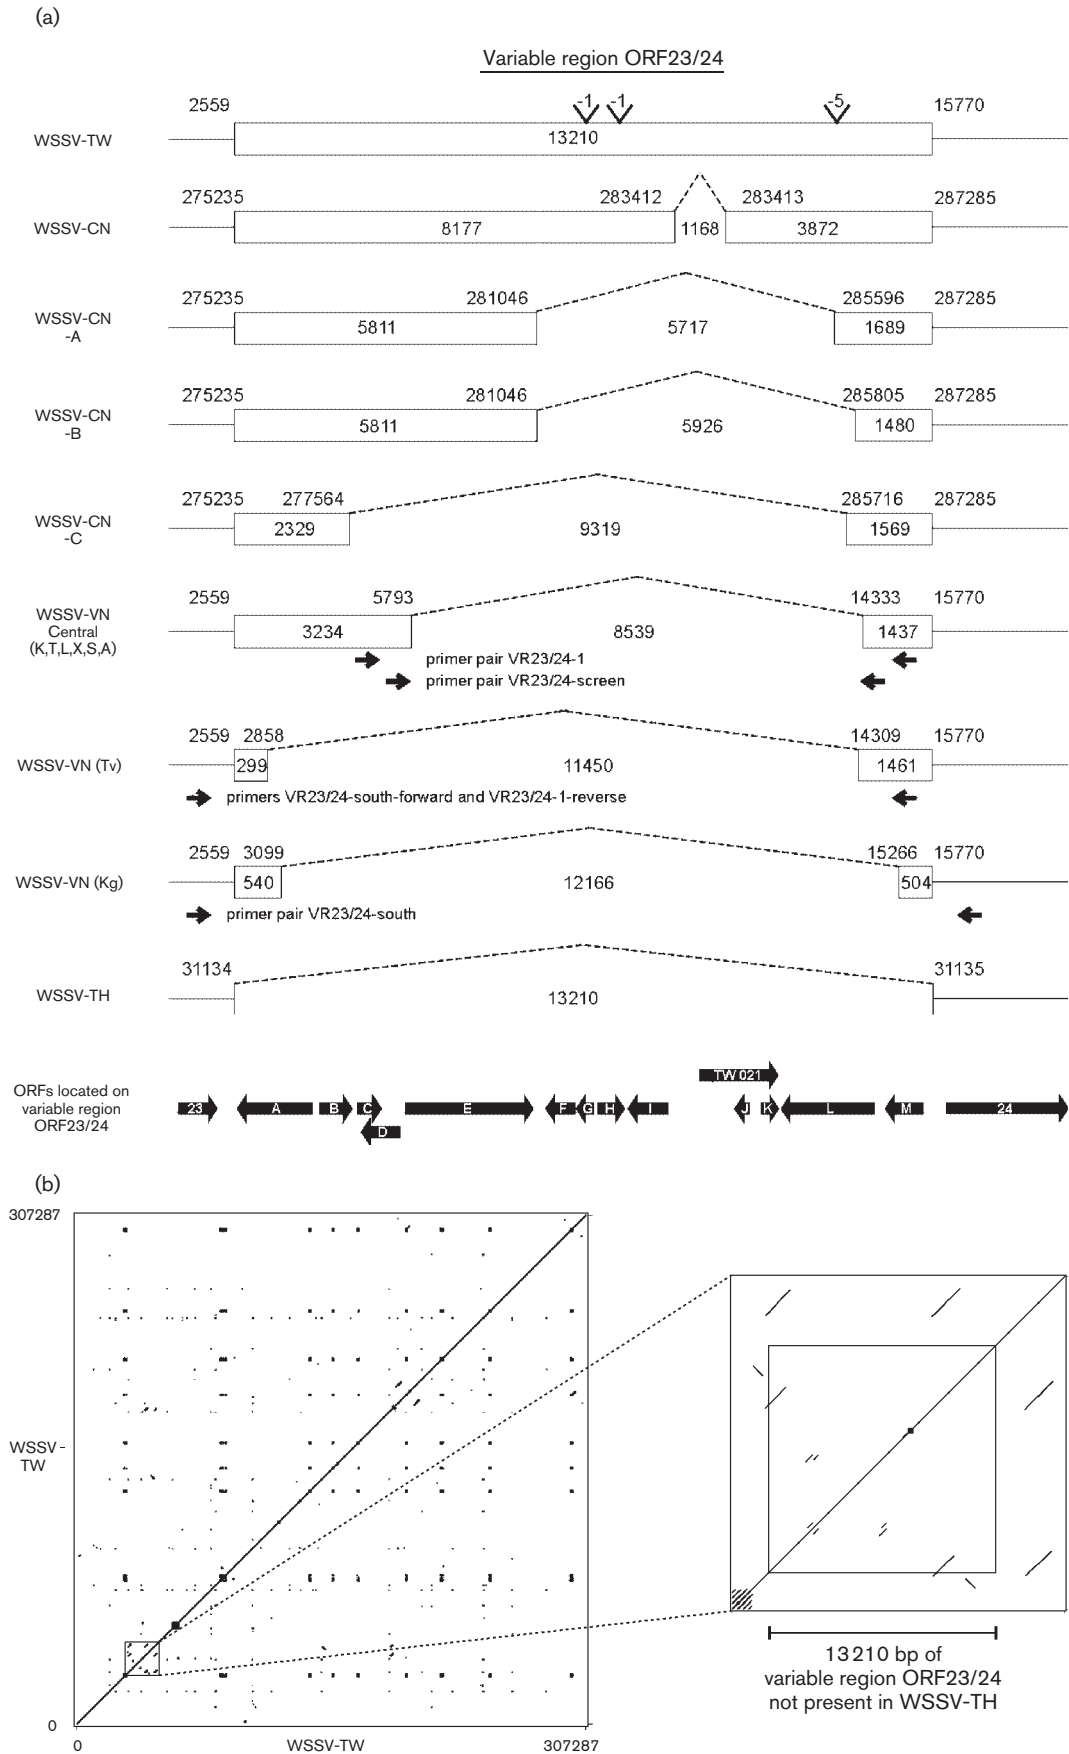 (a)
Variable region ORF23/24
2559 -1 -1 -5 15770
WSSV-TW 13210
275235 283412 283413 287285
WSSV-CN 8177 1168 3872
275235 281046 285596 287285
WSSV-CN
-A
5811 5717 1689
275235 281046 285805 287285
WSSV-CN
-B
5811 5926 1480
275235 277564 285716 287285
WSSV-CN
-C
2329 9319 1569
2559 5793 14333 15770
WSSV-VN
Central
(K,T,L,X,S,A)
3234 8539 1437
primer pair VR23/24-1
primer pair VR23/24-screen
2559 2858 14309 15770
WSSV-VN (Tv) 299 11450 1461
primers VR23/24-south-forward and VR23/24-1-reverse
2559 3099 15266 15770
WSSV-VN (Kg) 540 12166 504
primer pair VR23/24-south
31134 31135
WSSV-TH 13210
TW 021
ORFs located on
variable region
ORF23/24
23 A B C E F G H I J K L M 24
D
(b)
307287
WSSV-
TW
0
0 WSSV-TW 307287
13210 bp of
variable region ORF23/24
not present in WSSV-TH